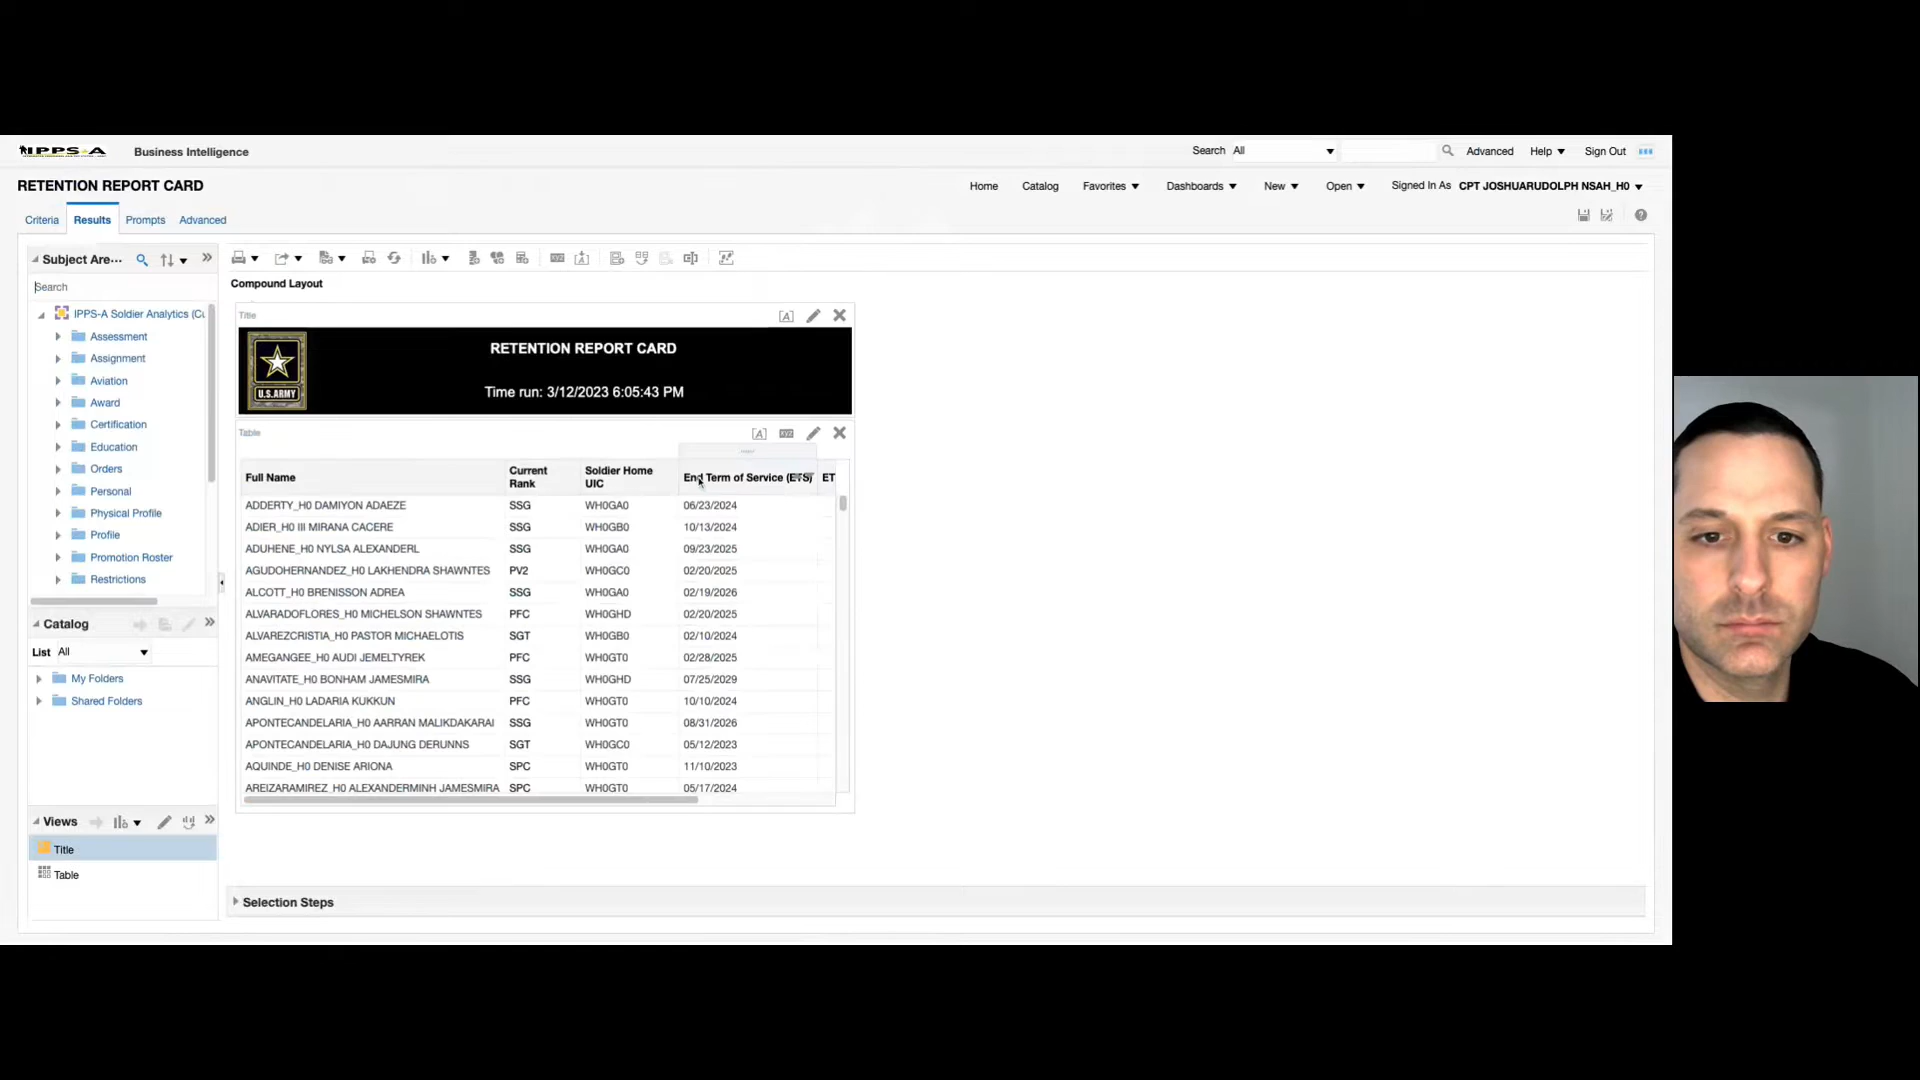 IPPS-A
Business Intelligence
Search All
Advanced
Help
Sign Out
RETENTION REPORT CARD
Home
Catalog
Favorites
Dashboards
New
Open
Signed In As CPT JOSHUARUDOLPH NSAH_H0
Criteria
Results
Prompts
Advanced
Subject Are...
Search
IPPS-A Soldier Analytics (Cu
Assessment
Assignment
Aviation
Award
Certification
Education
Orders
Personal
Physical Profile
Profile
Promotion Roster
Restrictions
Catalog
List All
My Folders
Shared Folders
Views
Title
Table
Compound Layout
Title
U.S.ARMY
RETENTION REPORT CARD
Time run: 3/12/2023 6:05:43 PM
Table
Full Name Current Rank Soldier Home UIC End Term of Service (ETS) ET
ADDERTY_H0 DAMIYON ADAEZE SSG WH0GA0 06/23/2024
ADIER_H0 III MIRANA CACERE SSG WH0GB0 10/13/2024
ADUHENE_H0 NYLSA ALEXANDERL SSG WH0GA0 09/23/2025
AGUDOHERNANDEZ_H0 LAKHENDRA SHAWNTES PV2 WH0GC0 02/20/2025
ALCOTT_H0 BRENISSON ADREA SSG WH0GA0 02/19/2026
ALVARADOFLORES_H0 MICHELSON SHAWNTES PFC WH0GHD 02/20/2025
ALVAREZCRISTIA_H0 PASTOR MICHAELOTIS SGT WH0GB0 02/10/2024
AMEGANGEE_H0 AUDI JEMELTYREK PFC WH0GT0 02/28/2025
ANAVITATE_H0 BONHAM JAMESMIRA SSG WH0GHD 07/25/2029
ANGLIN_H0 LADARIA KUKKUN PFC WH0GT0 10/10/2024
APONTECANDELARIA_H0 AARRAN MALIKDAKARAI SSG WH0GT0 08/31/2026
APONTECANDELARIA_H0 DAJUNG DERUNNS SGT WH0GC0 05/12/2023
AQUINDE_H0 DENISE ARIONA SPC WH0GT0 11/10/2023
AREIZARAMIREZ_H0 ALEXANDERMINH JAMESMIRA SPC WH0GT0 05/17/2024
Selection Steps